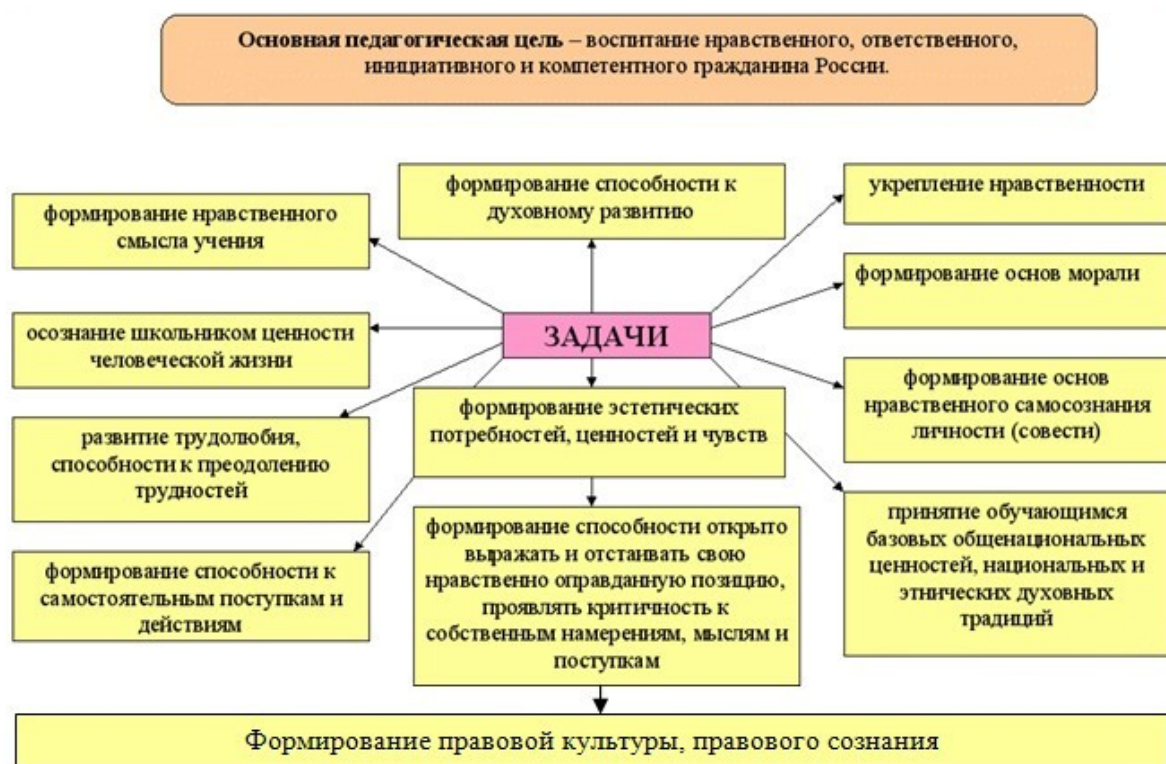 Основная педагогическая цель – воспитание нравственного, ответственного,
инициативного и компетентного гражданина России.
формирование нравственного
смысла учения
формирование способности к
духовному развитию
укрепление нравственности
формирование основ морали
ЗАДАЧИ
осознание школьником ценности
человеческой жизни
формирование эстетических
потребностей, ценностей и чувств
формирование основ
нравственного самосознания
личности (совести)
развитие трудолюбия,
способности к преодолению
трудностей
формирование способности открыто
выражать и отстаивать свою
нравственно оправданную позицию,
проявлять критичность к
собственным намерениям, мыслям и
поступкам
принятие обучающимся
базовых общенациональных
ценностей, национальных и
этнических духовных
традиций
формирование способности к
самостоятельным поступкам и
действиям
Формирование правовой культуры, правового сознания